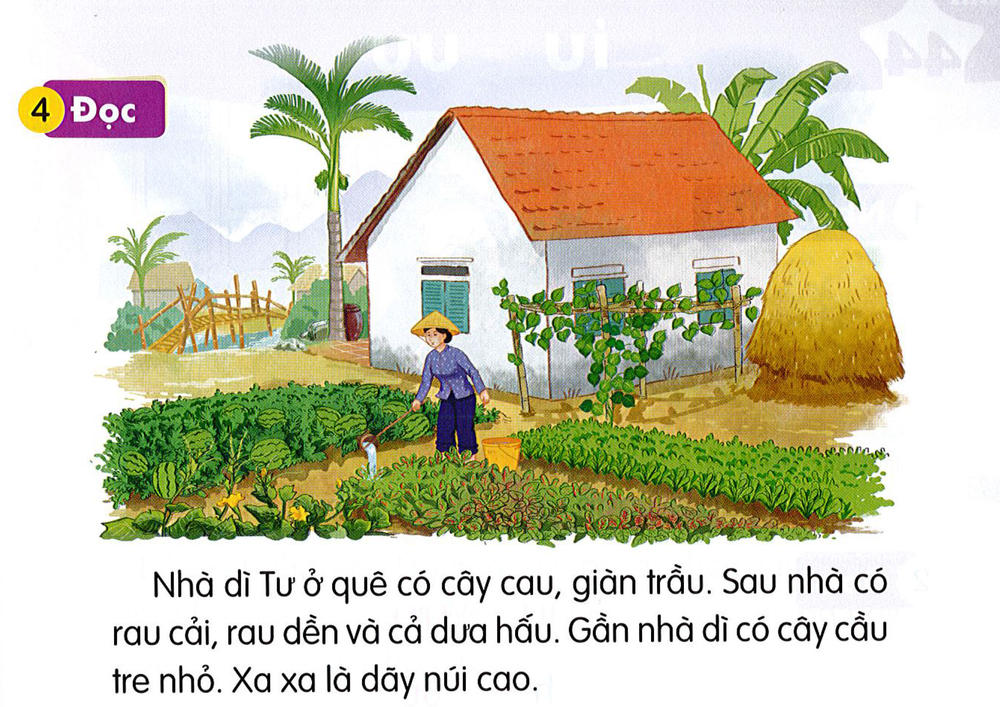 4 Đọc
Nhà dì Tư ở quê có cây cau, giàn trầu. Sau nhà có
rau cải, rau dền và cả dưa hấu. Gần nhà dì có cây cầu
tre nhỏ. Xa xa là dãy núi cao.